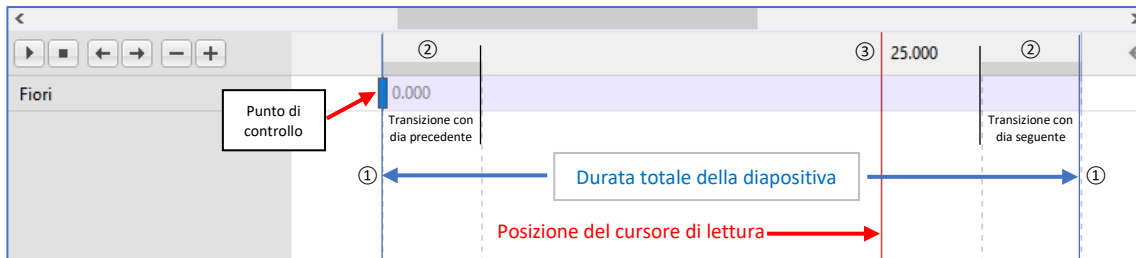 ② ③ 25.000 ②
Fiori
0.000
Punto di
controllo
Transizione con
dia precedente
Transizione con
dia seguente
① Durata totale della diapositiva ①
Posizione del cursore di lettura